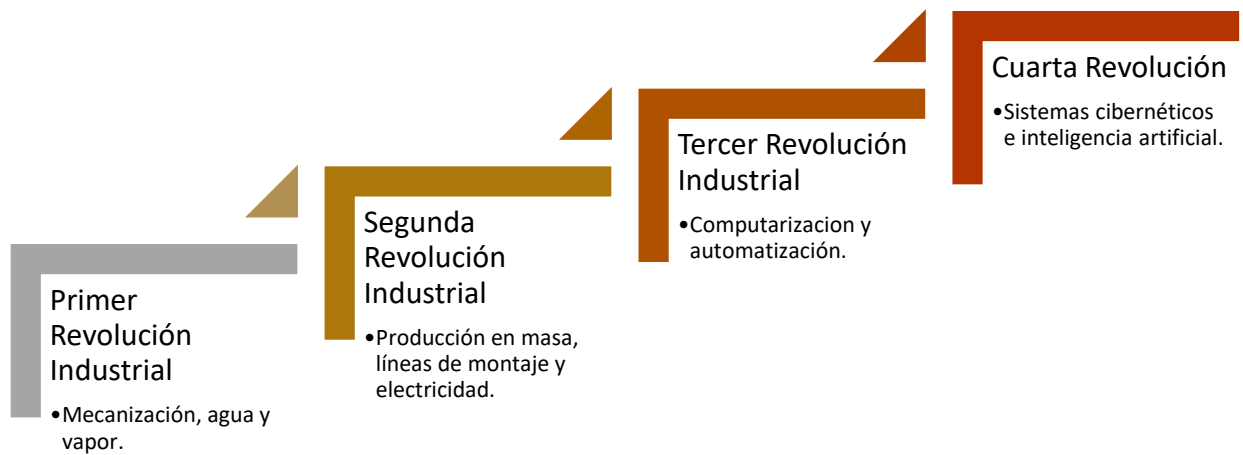 Primer
Revolución
Industrial
•Mecanización, agua y
vapor.
Segunda
Revolución
Industrial
•Producción en masa,
líneas de montaje y
electricidad.
Tercer Revolución
Industrial
•Computarizacion y
automatización.
Cuarta Revolución
•Sistemas cibernéticos
e inteligencia artificial.